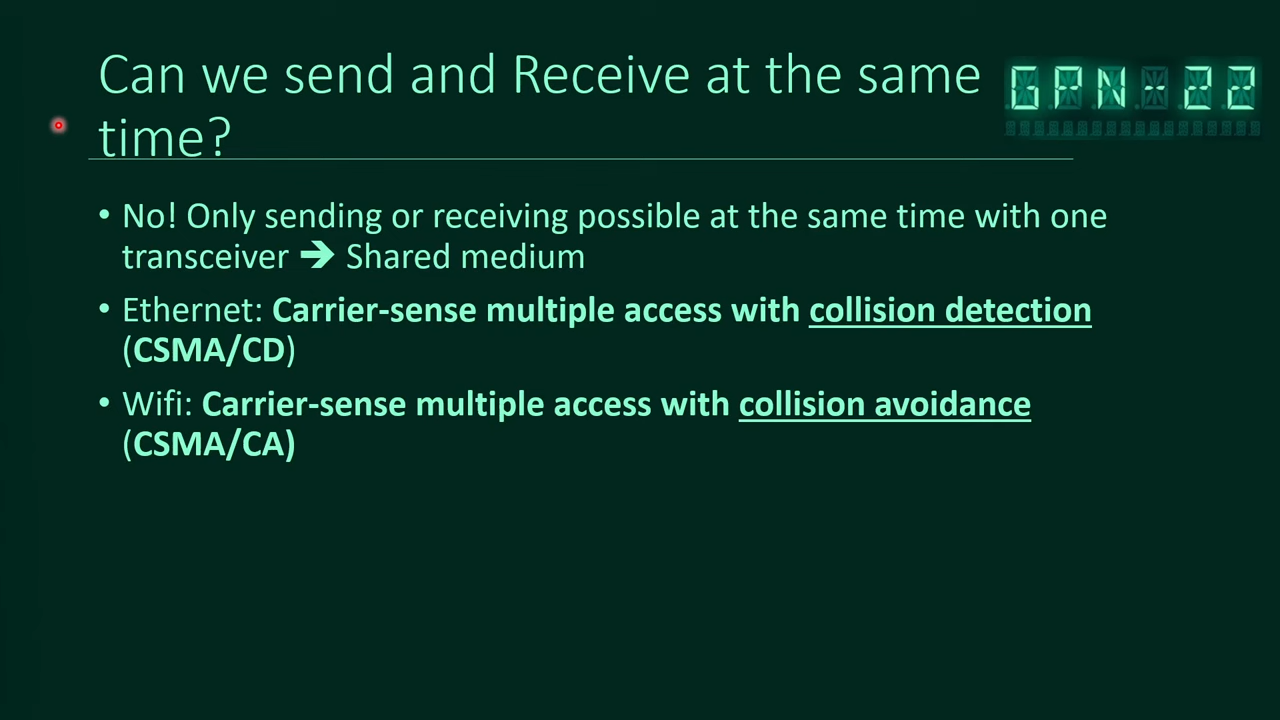 Can we send and Receive at the same
time?
GPN-22
• No! Only sending or receiving possible at the same time with one
transceiver ➔ Shared medium
• Ethernet: Carrier-sense multiple access with collision detection
(CSMA/CD)
• Wifi: Carrier-sense multiple access with collision avoidance
(CSMA/CA)